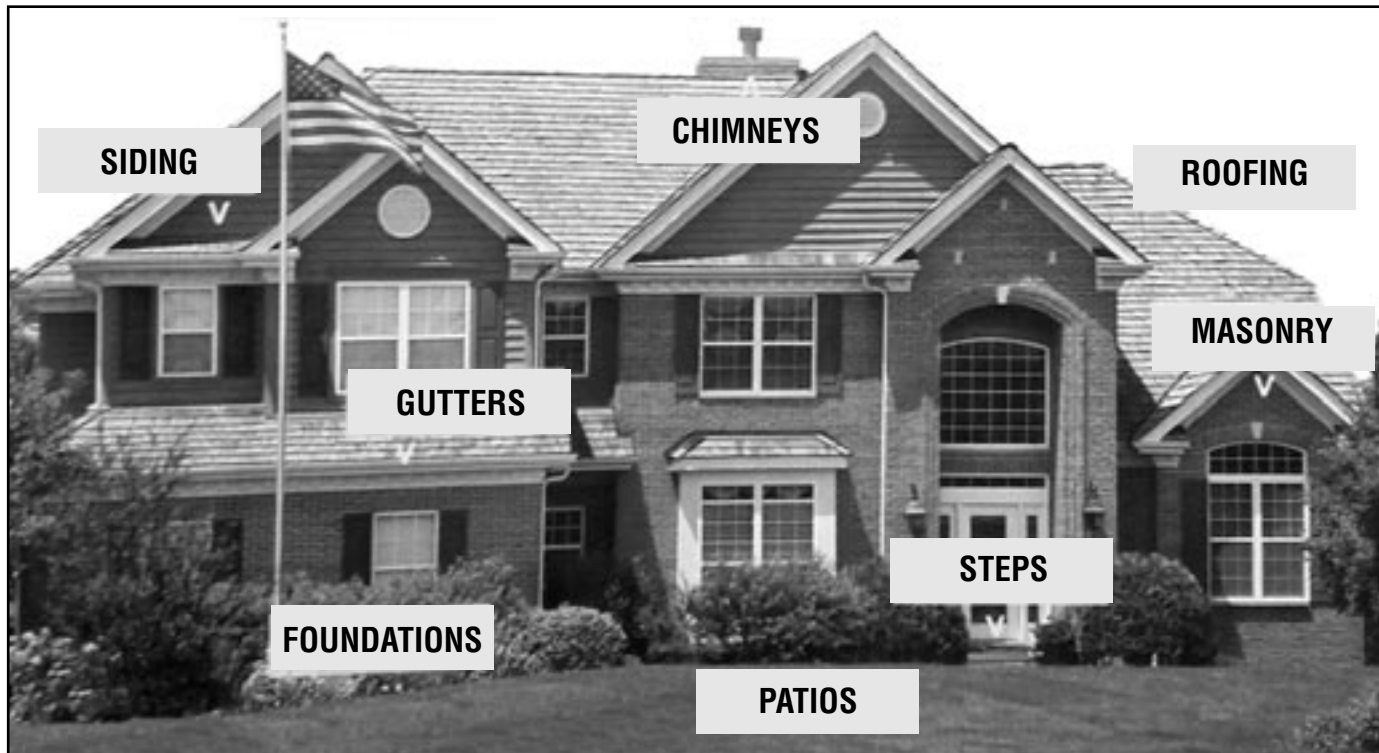 CHIMNEYS
SIDING
ROOFING
MASONRY
GUTTERS
STEPS
FOUNDATIONS
PATIOS